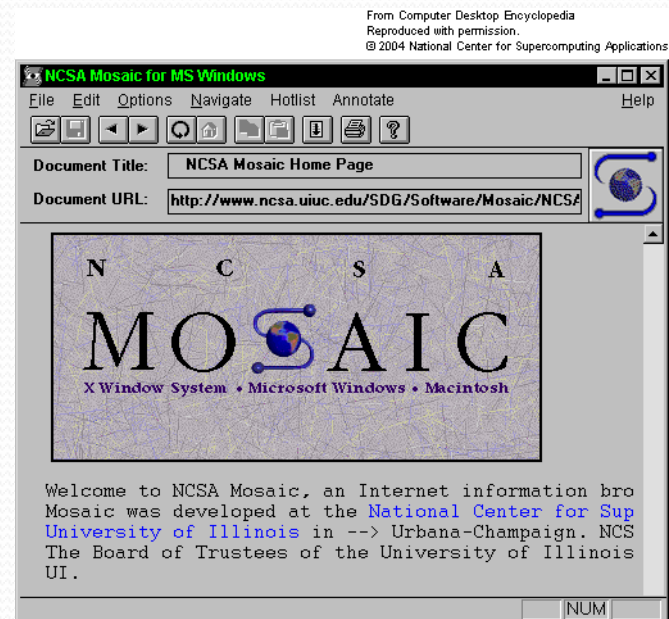 From Computer Desktop Encyclopedia
Reproduced with permission.
© 2004 National Center for Supercomputing Applications
NCSA Mosaic for MS Windows
File Edit Options Navigate Hotlist Annotate Help
Document Title: NCSA Mosaic Home Page
Document URL: http://www.ncsa.uiuc.edu/SDG/Software/Mosaic/NCSA
N C S A
MOSAIC
X Window System • Microsoft Windows • Macintosh
Welcome to NCSA Mosaic, an Internet information bro
Mosaic was developed at the National Center for Sup
University of Illinois in --> Urbana-Champaign. NCS
The Board of Trustees of the University of Illinois
UI.
NUM